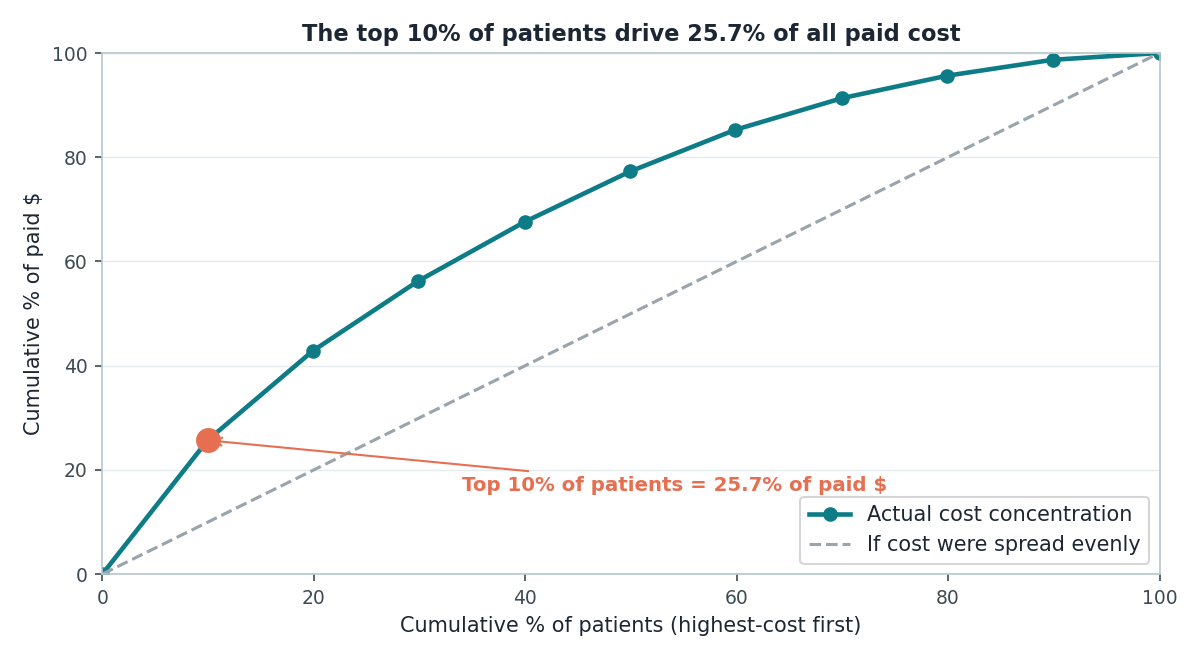 The top 10% of patients drive 25.7% of all paid cost
Cumulative % of paid $
100
80
60
40
20
0
Top 10% of patients = 25.7% of paid $
Actual cost concentration
If cost were spread evenly
0 20 40 60 80 100
Cumulative % of patients (highest-cost first)